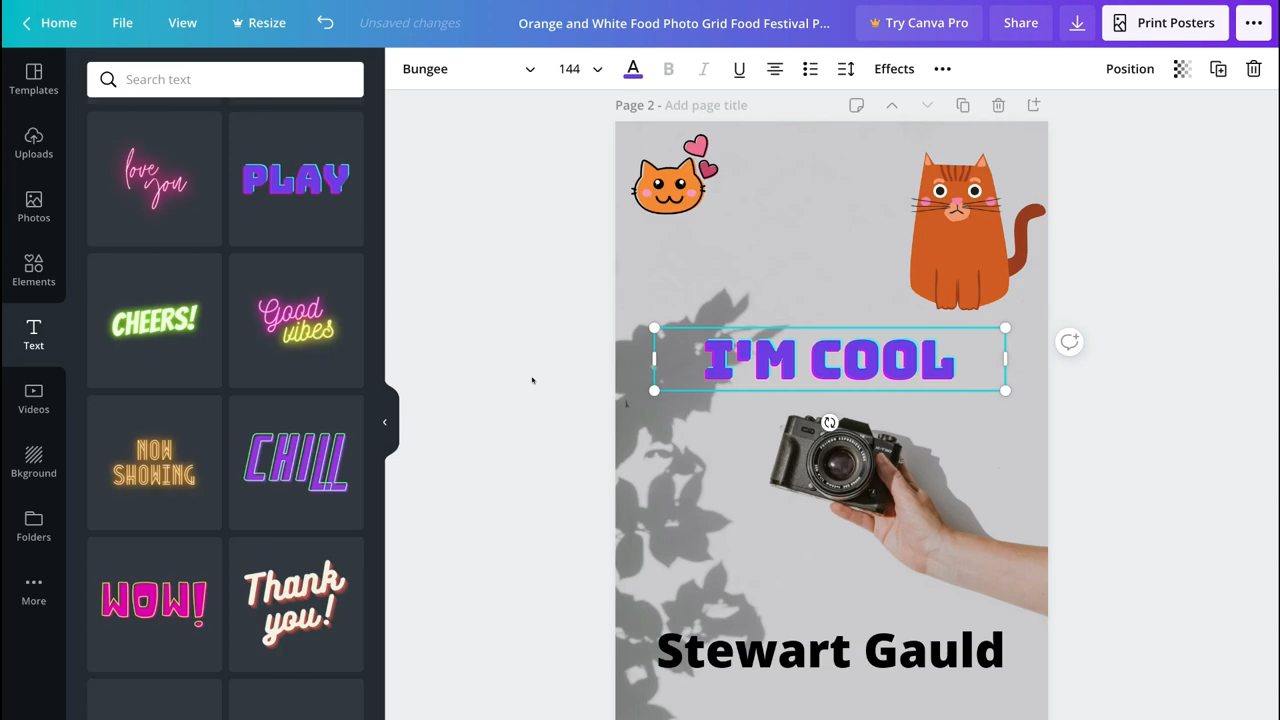 Home
File
View
Resize
Unsaved changes
Orange and White Food Photo Grid Food Festival P...
Try Canva Pro
Share
Print Posters
Templates
Uploads
Photos
Elements
Text
Videos
Bkground
Folders
More
Search text
love you
PLAY
CHEERS!
Good vibes
NOW SHOWING
CHILL
WOW!
Thank you!
Bungee
144
A
B
I
U
Effects
Position
Page 2 - Add page title
I'M COOL
Stewart Gauld